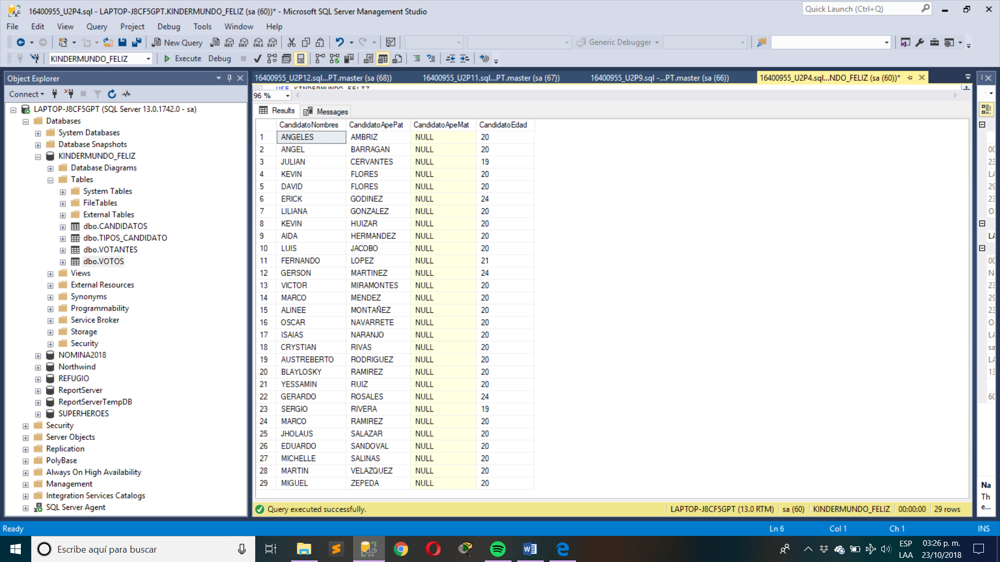 16400955_U2P4.sql - LAPTOP-J8CF5GPT.KINDERMUNDO_FELIZ (sa (60))* - Microsoft SQL Server Management Studio
Quick Launch (Ctrl+Q)
File Edit View Query Project Debug Tools Window Help
New Query MDX DMX XMLA DAX Generic Debugger
KINDERMUNDO_FELIZ Execute Debug
Object Explorer
16400955_U2P12.sql...PT.master (sa (68)) 16400955_U2P11.sql...PT.master (sa (67)) 16400955_U2P9.sql -...PT.master (sa (66)) 16400955_U2P4.sql...NDO_FELIZ (sa (60))*
USE KINDERMUNDO_FELIZ
96 %
Connect
Results Messages
LAPTOP-J8CF5GPT (SQL Server 13.0.1742.0 - sa)
Databases
System Databases
Database Snapshots
KINDERMUNDO_FELIZ
Database Diagrams
Tables
System Tables
FileTables
External Tables
dbo.CANDIDATOS
dbo.TIPOS_CANDIDATO
dbo.VOTANTES
dbo.VOTOS
Views
External Resources
Synonyms
Programmability
Service Broker
Storage
Security
NOMINA2018
Northwind
REFUGIO
ReportServer
ReportServerTempDB
SUPERHEROES
Security
Server Objects
Replication
PolyBase
Always On High Availability
Management
Integration Services Catalogs
SQL Server Agent
CandidatoNombres CandidatoApePat CandidatoApeMat CandidatoEdad
1 ANGELES AMBRIZ NULL 20
2 ANGEL BARRAGAN NULL 20
3 JULIAN CERVANTES NULL 19
4 KEVIN FLORES NULL 20
5 DAVID FLORES NULL 20
6 ERICK GODINEZ NULL 24
7 LILIANA GONZALEZ NULL 20
8 KEVIN HUIZAR NULL 20
9 AIDA HERMANDEZ NULL 20
10 LUIS JACOBO NULL 20
11 FERNANDO LOPEZ NULL 21
12 GERSON MARTINEZ NULL 24
13 VICTOR MIRAMONTES NULL 20
14 MARCO MENDEZ NULL 20
15 ALINEE MONTAÑEZ NULL 20
16 OSCAR NAVARRETE NULL 20
17 ISAIAS NARANJO NULL 20
18 CRYSTIAN RIVAS NULL 20
19 AUSTREBERTO RODRIGUEZ NULL 20
20 BLAYLOSKY RAMIREZ NULL 20
21 YESSAMIN RUIZ NULL 20
22 GERARDO ROSALES NULL 24
23 SERGIO RIVERA NULL 19
24 MARCO RAMIREZ NULL 20
25 JHOLAUS SALAZAR NULL 20
26 EDUARDO SANDOVAL NULL 20
27 MICHELLE SALINAS NULL 20
28 MARTIN VELAZQUEZ NULL 20
29 MIGUEL ZEPEDA NULL 20
Na
Th
e...
Query executed successfully. LAPTOP-J8CF5GPT (13.0 RTM) sa (60) KINDERMUNDO_FELIZ 00:00:00 29 rows
Ready Ln 6 Col 1 Ch 1 INS
Escribe aquí para buscar
ESP
LAA
03:26 p. m.
23/10/2018